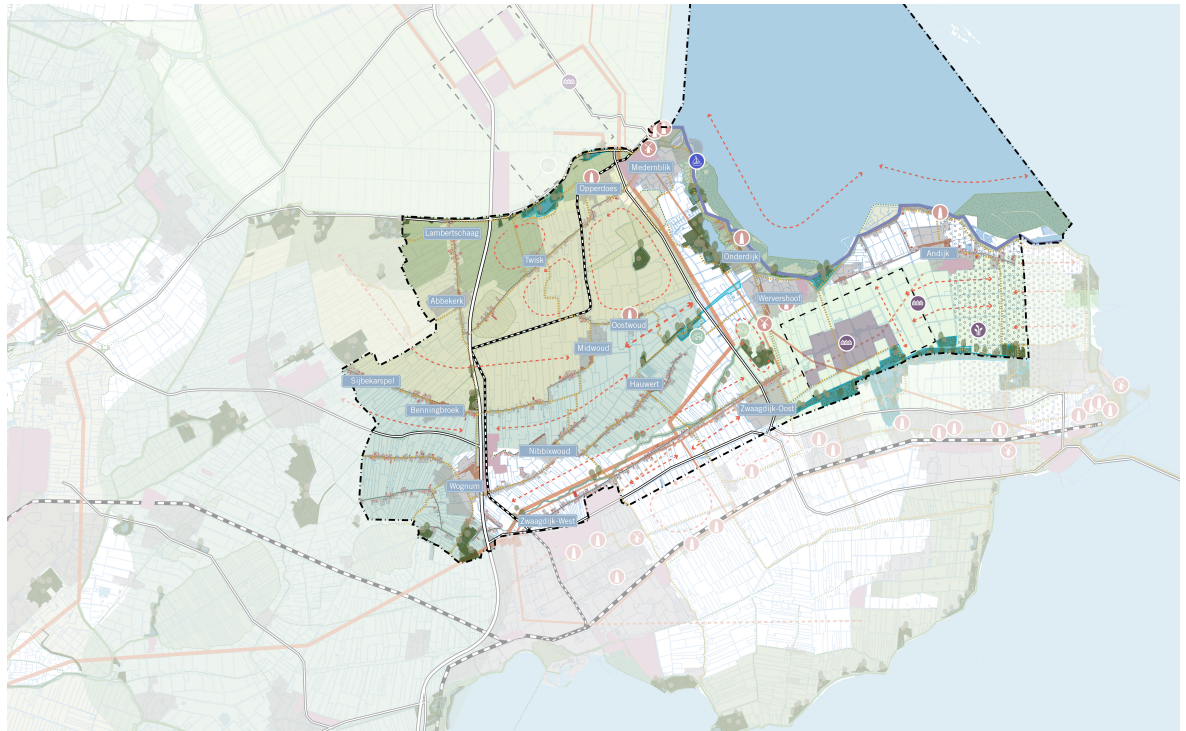 Medemblik
Opperdoes
Lambertschaag
Twisk
Onderdijk
Andijk
Abbekerk
Wervershoof
Oostwoud
Midwoud
Sijbekarspel
Hauwert
Benningbroek
Zwaagdijk-Oost
Nibbixwoud
Wognum
Zwaagdijk-West